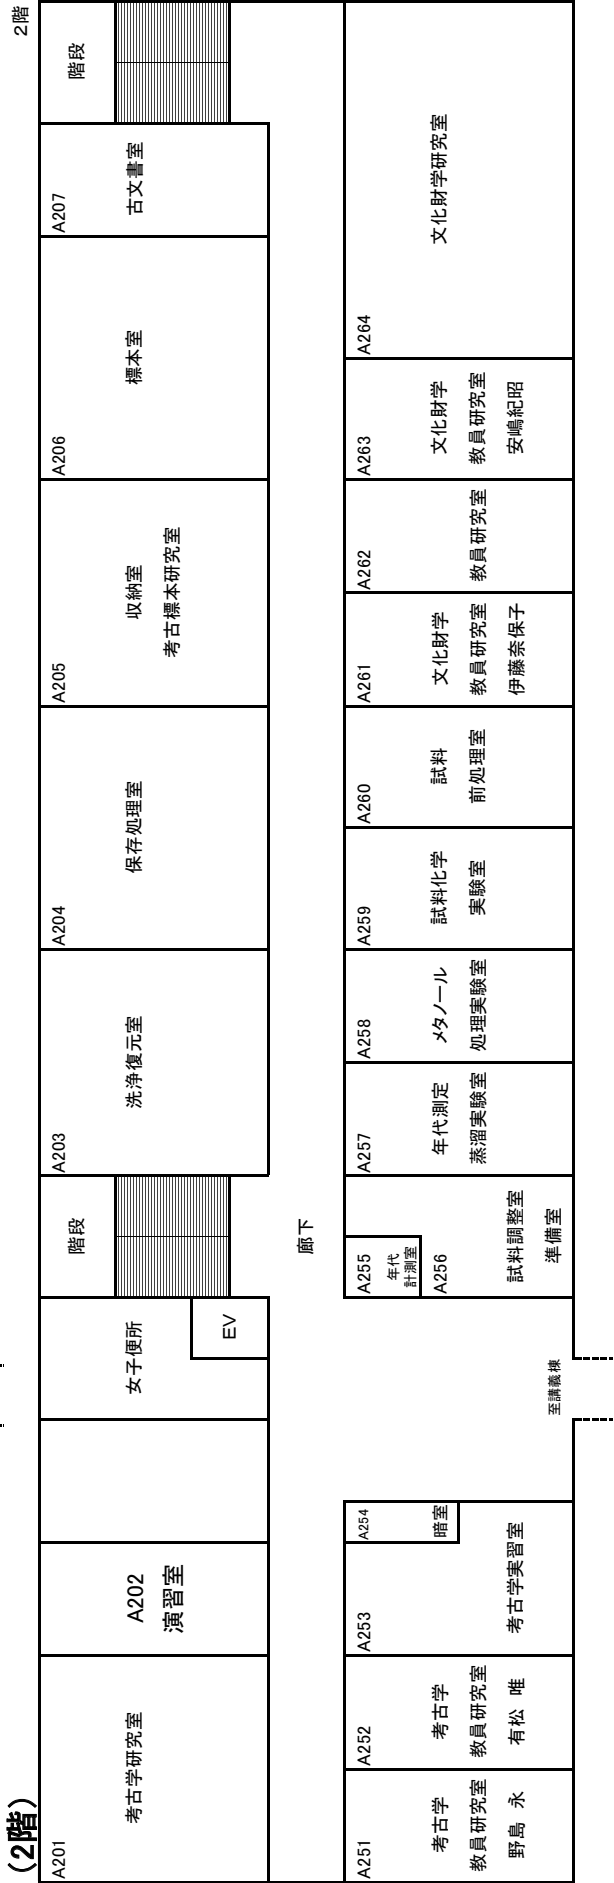 (2階)
2階
A201
考古学研究室
A202
演習室
女子便所
EV
階段
A203
洗浄復元室
A204
保存処理室
A205
収納室
考古標本研究室
A206
標本室
A207
古文書室
階段
廊下
A251
考古学
教員研究室
野島 永
A252
考古学
教員研究室
有松 唯
A253
考古学実習室
A254
暗室
至講義棟
A255
年代
計測室
A256
試料調整室
準備室
A257
年代測定
蒸溜実験室
A258
メタノール
処理実験室
A259
試料化学
実験室
A260
試料
前処理室
A261
文化財学
教員研究室
伊藤奈保子
A262
教員研究室
A263
文化財学
教員研究室
安嶋紀昭
A264
文化財学研究室